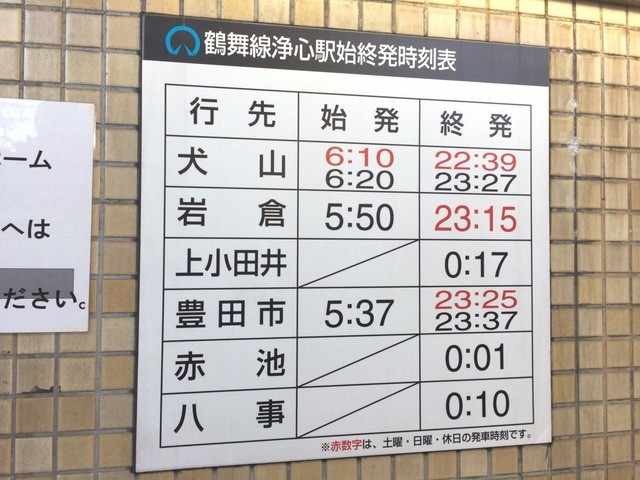 鶴舞線浄心駅始終発時刻表
行先 始発 終発
犬山 6:10 22:39
6:20 23:27
岩倉 5:50 23:15
上小田井 0:17
豊田市 5:37 23:25
23:37
赤池 0:01
八事 0:10
※赤数字は、土曜・日曜・休日の発車時刻です。
ホーム
へは
ださい。